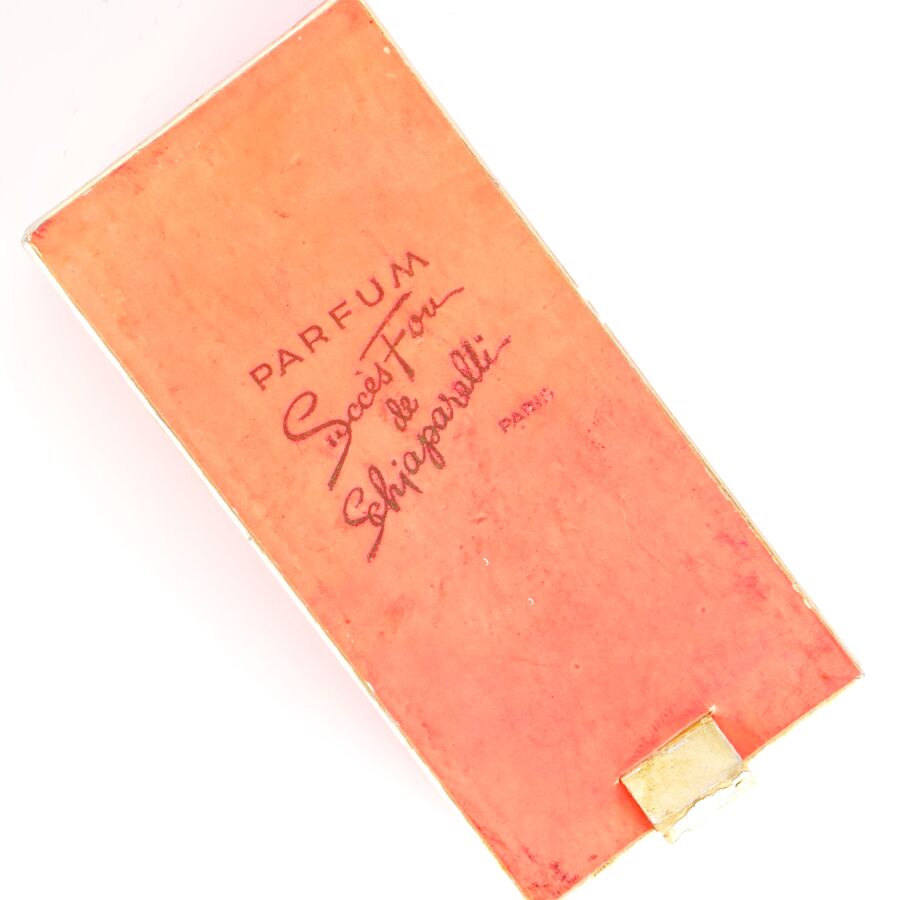 PARFUM
Succès Fou
de
Schiaparelli
PARIS